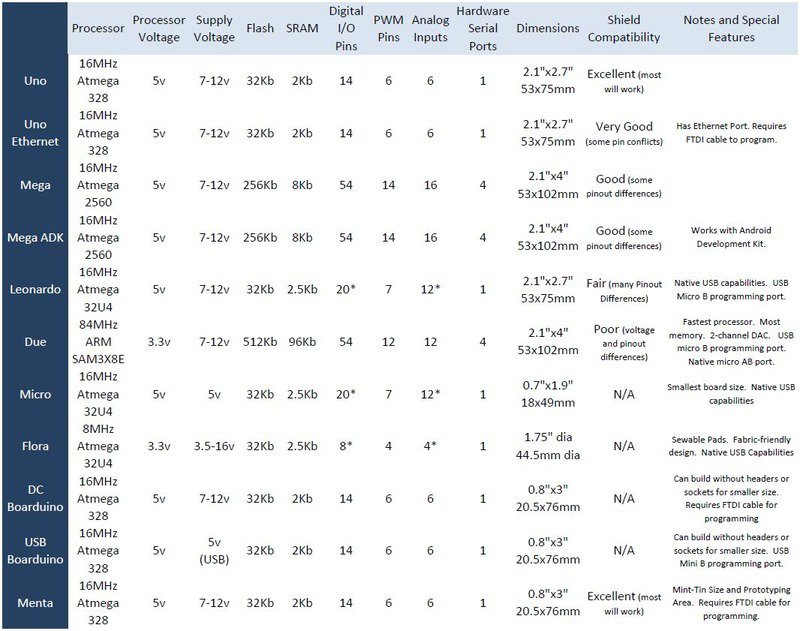 Processor Processor Voltage Supply Voltage Flash SRAM Digital I/O Pins PWM Pins Analog Inputs Hardware Serial Ports Dimensions Shield Compatibility Notes and Special Features
Uno 16MHz Atmega 328 5v 7-12v 32Kb 2Kb 14 6 6 1 2.1"x2.7" 53x75mm Excellent (most will work)
Uno Ethernet 16MHz Atmega 328 5v 7-12v 32Kb 2Kb 14 6 6 1 2.1"x2.7" 53x75mm Very Good (some pin conflicts) Has Ethernet Port. Requires FTDI cable to program.
Mega 16MHz Atmega 2560 5v 7-12v 256Kb 8Kb 54 14 16 4 2.1"x4" 53x102mm Good (some pinout differences)
Mega ADK 16MHz Atmega 2560 5v 7-12v 256Kb 8Kb 54 14 16 4 2.1"x4" 53x102mm Good (some pinout differences) Works with Android Development Kit.
Leonardo 16MHz Atmega 32U4 5v 7-12v 32Kb 2.5Kb 20* 7 12* 1 2.1"x2.7" 53x75mm Fair (many Pinout Differences) Native USB capabilities. USB Micro B programming port.
Due 84MHz ARM SAM3X8E 3.3v 7-12v 512Kb 96Kb 54 12 12 4 2.1"x4" 53x102mm Poor (voltage and pinout differences) Fastest processor. Most memory. 2-channel DAC. USB micro B programming port. Native micro AB port.
Micro 16MHz Atmega 32U4 5v 5v 32Kb 2.5Kb 20* 7 12* 1 0.7"x1.9" 18x49mm N/A Smallest board size. Native USB capabilities
Flora 8MHz Atmega 32U4 3.3v 3.5-16v 32Kb 2.5Kb 8* 4 4* 1 1.75" dia 44.5mm dia N/A Sewable Pads. Fabric-friendly design. Native USB Capabilities
DC Boarduino 16MHz Atmega 328 5v 7-12v 32Kb 2Kb 14 6 6 1 0.8"x3" 20.5x76mm N/A Can build without headers or sockets for smaller size. Requires FTDI cable for programming
USB Boarduino 16MHz Atmega 328 5v 5v (USB) 32Kb 2Kb 14 6 6 1 0.8"x3" 20.5x76mm N/A Can build without headers or sockets for smaller size. USB Mini B programming port.
Menta 16MHz Atmega 328 5v 7-12v 32Kb 2Kb 14 6 6 1 0.8"x3" 20.5x76mm Excellent (most will work) Mint-Tin Size and Prototyping Area. Requires FTDI cable for programming.